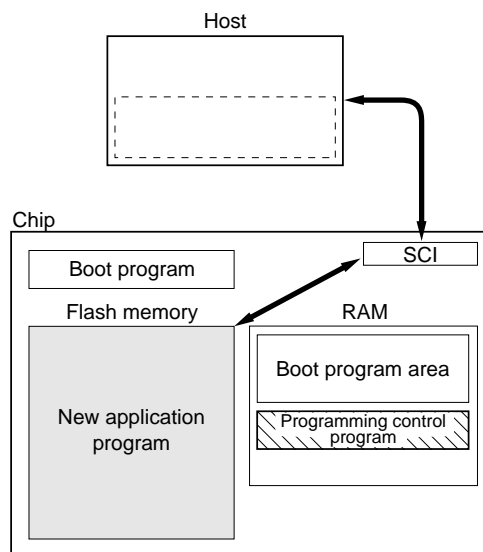 Host
Chip
SCI
Boot program
Flash memory
RAM
Boot program area
New application
program
Programming control
program